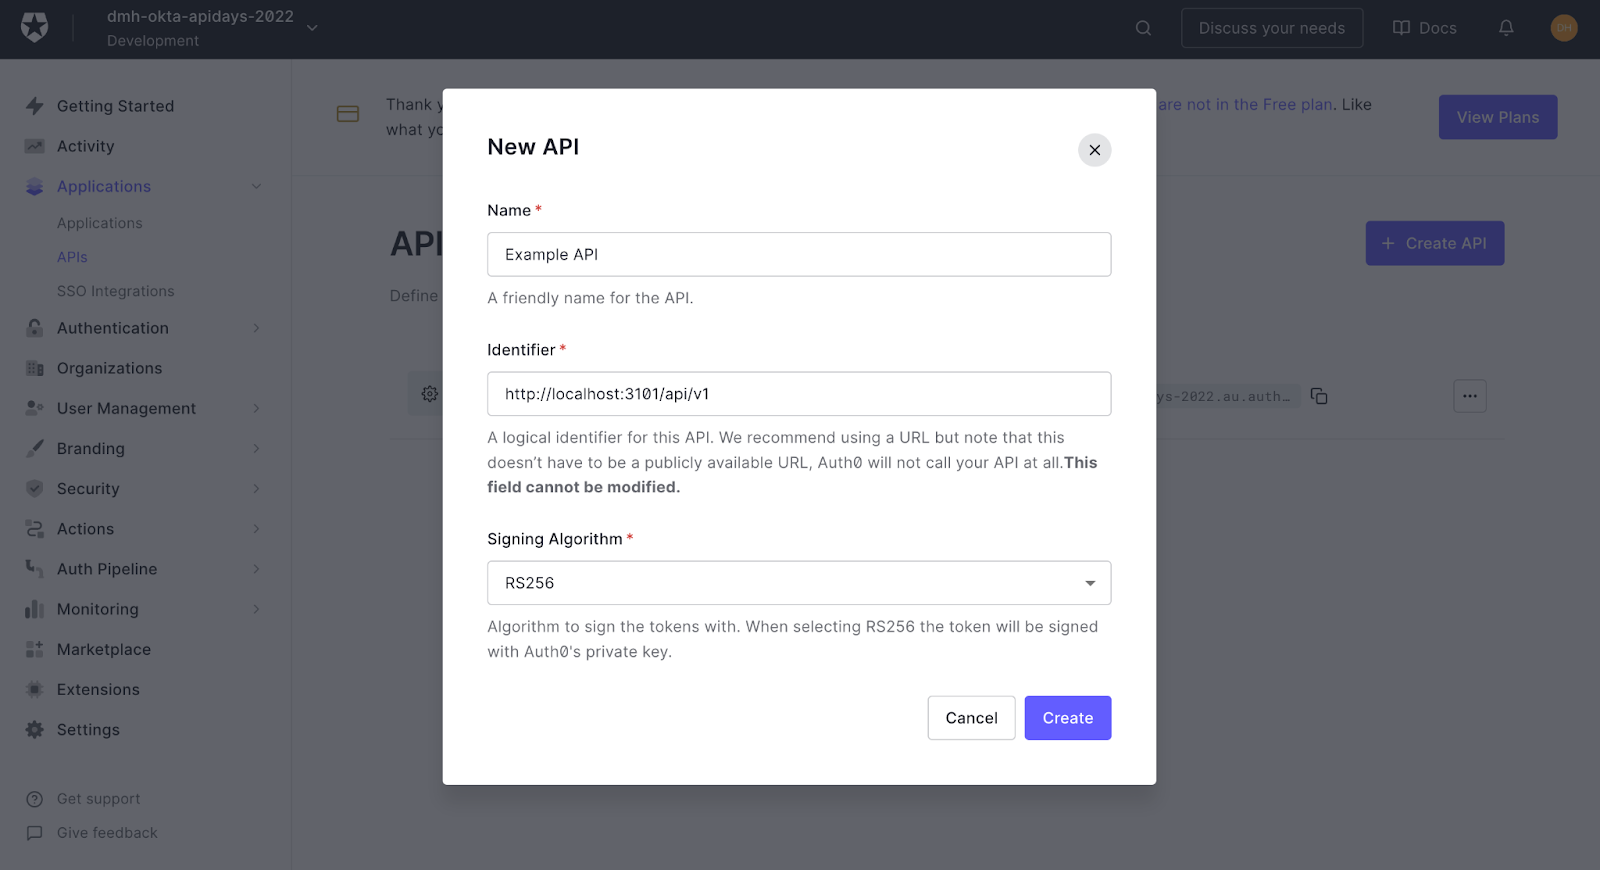 dmh-okta-apidays-2022
Development
Discuss your needs
Docs
DH
Getting Started
Activity
Applications
Applications
APIs
SSO Integrations
Authentication
Organizations
User Management
Branding
Security
Actions
Auth Pipeline
Monitoring
Marketplace
Extensions
Settings
Get support
Give feedback
Thank
are not in the Free plan. Like
what
View Plans
API
+ Create API
Define
ys-2022.au.auth...
New API
Name *
Example API
A friendly name for the API.
Identifier *
http://localhost:3101/api/v1
A logical identifier for this API. We recommend using a URL but note that this
doesn't have to be a publicly available URL, Auth0 will not call your API at all.This
field cannot be modified.
Signing Algorithm *
RS256
Algorithm to sign the tokens with. When selecting RS256 the token will be signed
with Auth0's private key.
Cancel
Create